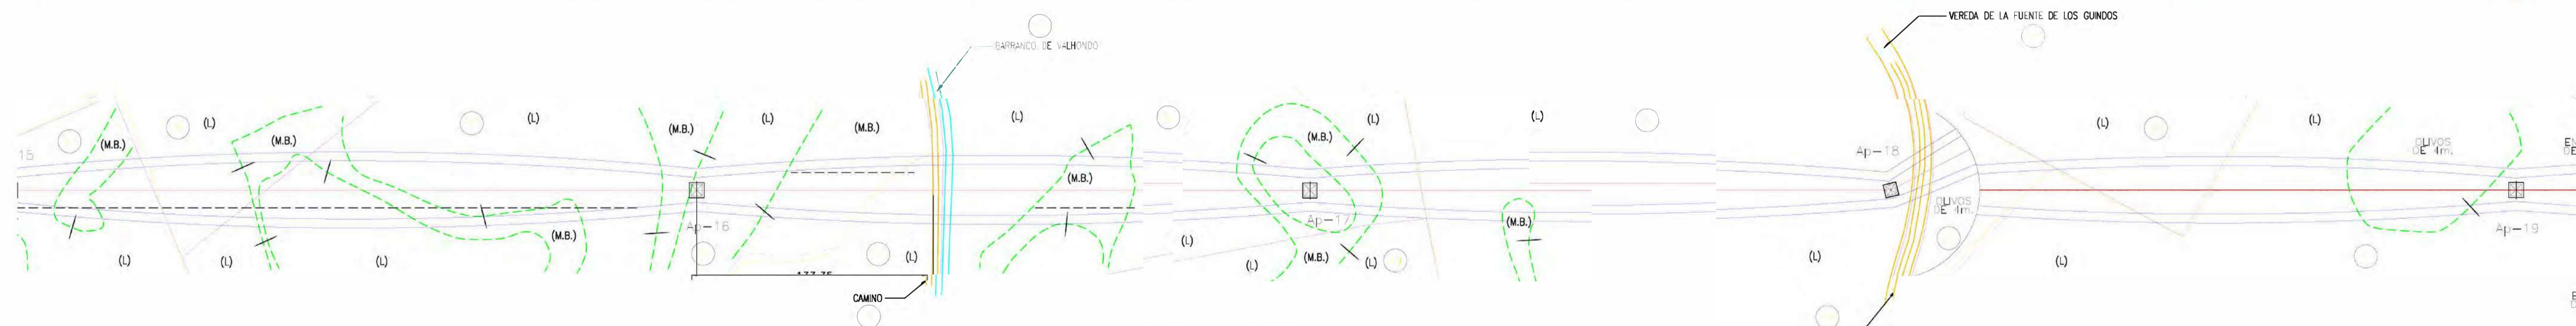 VEREDA DE LA FUENTE DE LOS GUINDOS
BARRANCO DE VALHONDO
15
(M.B.)
(L)
(M.B.)
(L)
(M.B.)
(L)
(M.B.)
(L)
(M.B.)
(L)
(L)
(L)
(L)
OLIVOS
DE 4m.
Ap-18
(M.B.)
OLIVOS
DE 4m.
Ap-16
Ap-17
(M.B.)
Ap-19
(M.B.)
(L)
(L)
(L)
(L)
(L)
(L)
(M.B.)
(L)
(L)
(L)
CAMINO